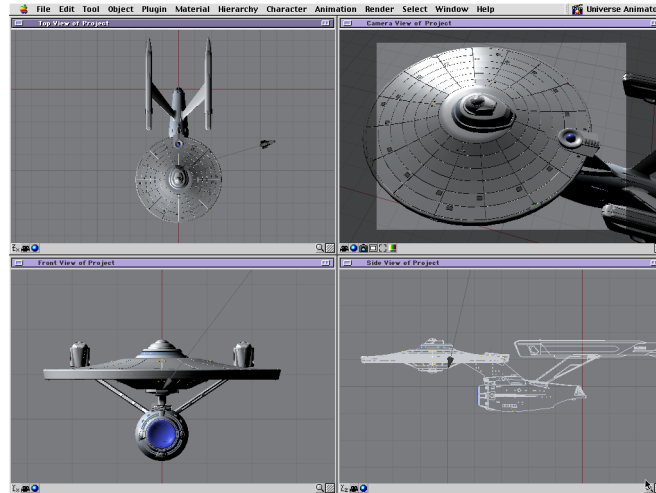 File Edit Tool Object Plugin Material Hierarchy Character Animation Render Select Window Help Universe Animato
Top View of Project
Camera View of Project
Front View of Project
Side View of Project